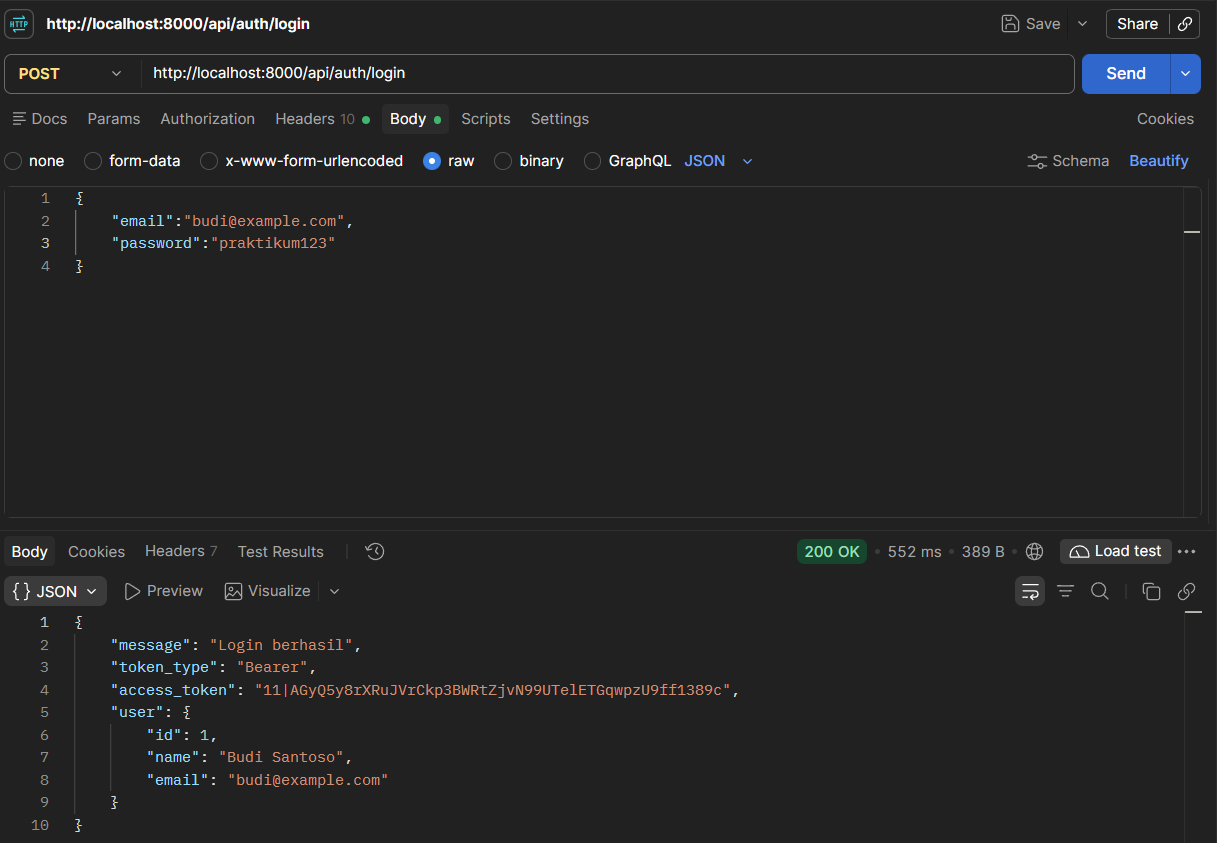 HTTP http://localhost:8000/api/auth/login Save Share
POST http://localhost:8000/api/auth/login Send
Docs Params Authorization Headers 10 Body Scripts Settings Cookies
none form-data x-www-form-urlencoded raw binary GraphQL JSON Schema Beautify
1 {
2 "email":"budi@example.com",
3 "password":"praktikum123"
4 }
Body Cookies Headers 7 Test Results 200 OK 552 ms 389 B Load test
{} JSON Preview Visualize
1 {
2 "message": "Login berhasil",
3 "token_type": "Bearer",
4 "access_token": "11|AGyQ5y8rXRuJVrCkp3BWRtZjvN99UTelETGqwpzU9ff1389c",
5 "user": {
6 "id": 1,
7 "name": "Budi Santoso",
8 "email": "budi@example.com"
9 }
10 }